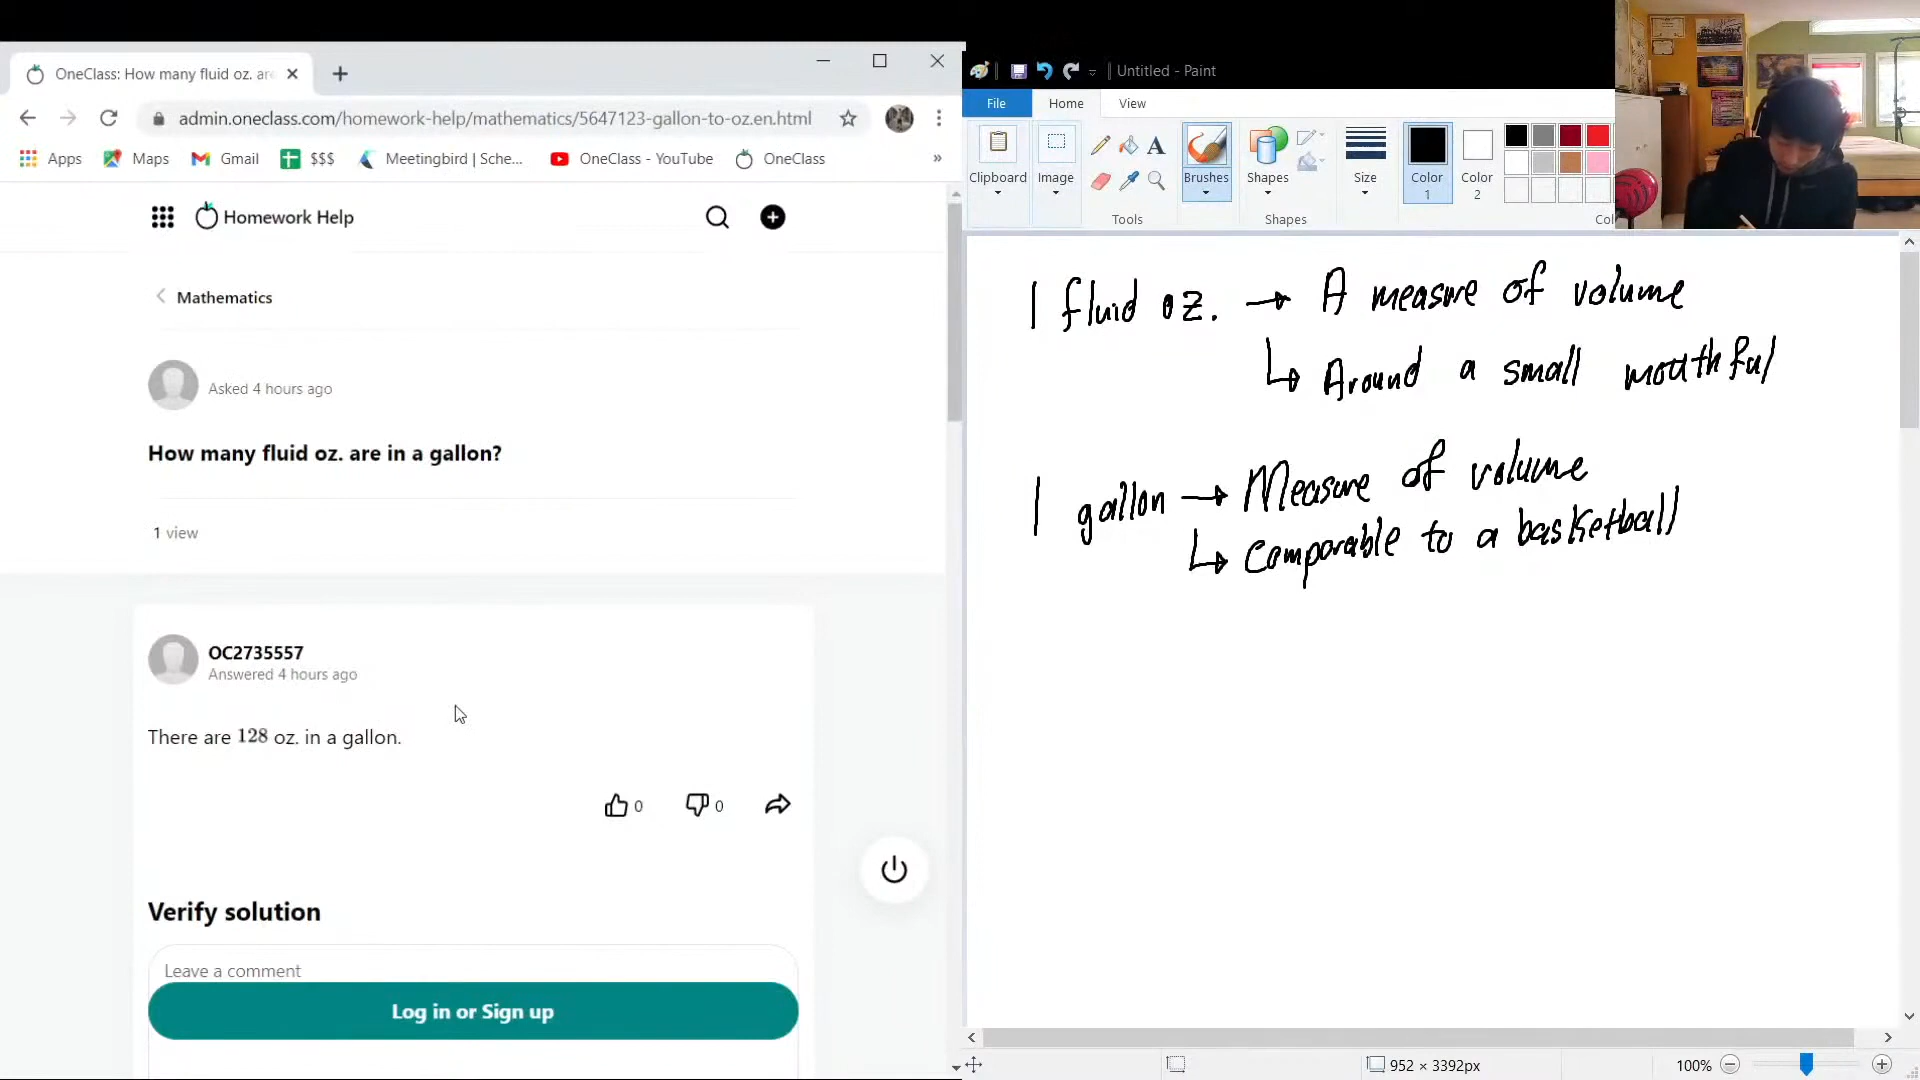 OneClass: How many fluid oz. are
admin.oneclass.com/homework-help/mathematics/5647123-gallon-to-oz.en.html
Apps Maps Gmail $$$ Meetingbird | Sche... OneClass - YouTube OneClass »
Homework Help
Mathematics
Asked 4 hours ago
How many fluid oz. are in a gallon?
1 view
OC2735557
Answered 4 hours ago
There are 128 oz. in a gallon.
0 0
Verify solution
Leave a comment
Log in or Sign up
Untitled - Paint
File Home View
Clipboard Image Brushes Shapes Size Color 1 Color 2
Tools Shapes Col
1 fluid oz. → A measure of volume
↳ Around a small mouthful
1 gallon → Measure of volume
↳ Comparable to a basketball
952 × 3392px 100%